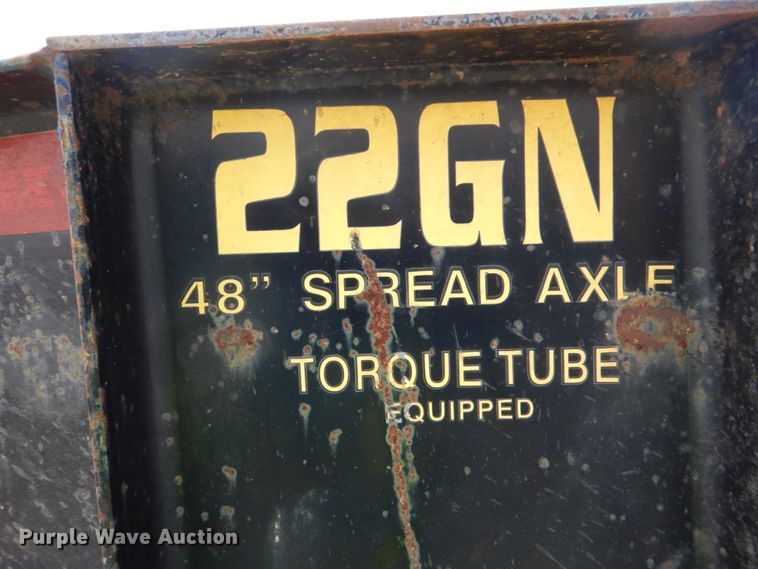 22GN
48" SPREAD AXLE
TORQUE TUBE
EQUIPPED
Purple Wave Auction